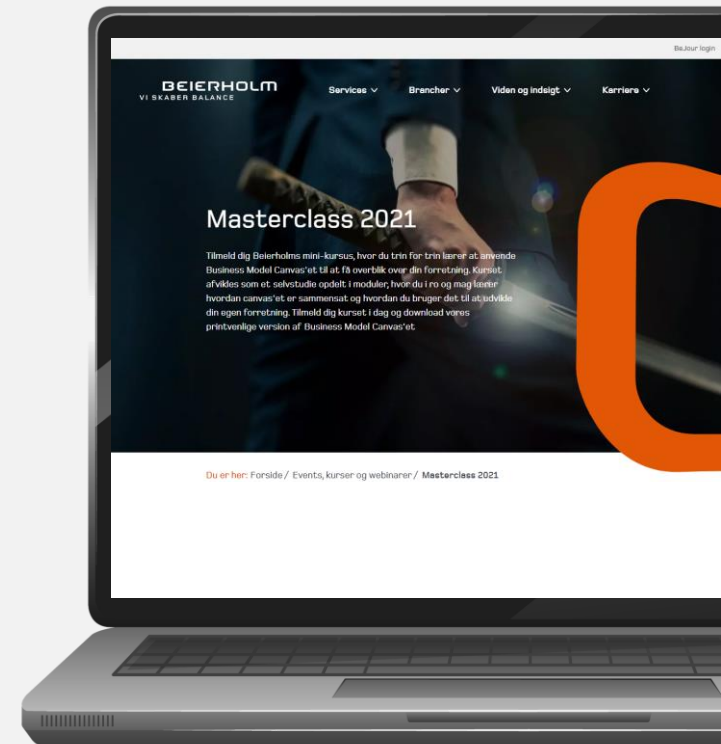 BeJour login
BEIERHOLM
VI SKABER BALANCE
Services
Brancher
Viden og indsigt
Karriere
Masterclass 2021
Tilmeld dig Beierholms mini-kursus, hvor du trin for trin lærer at anvende
Business Model Canvas'et til at få overblik over din forretning. Kurset
afvikles som et selvstudie opdelt i moduler, hvor du i ro og mag lærer
hvordan canvas'et er sammensat og hvordan du bruger det til at udvikle
din egen forretning. Tilmeld dig kurset i dag og download vores
printvenlige version af Business Model Canvas'et
Du er her: Forside / Events, kurser og webinarer / Masterclass 2021